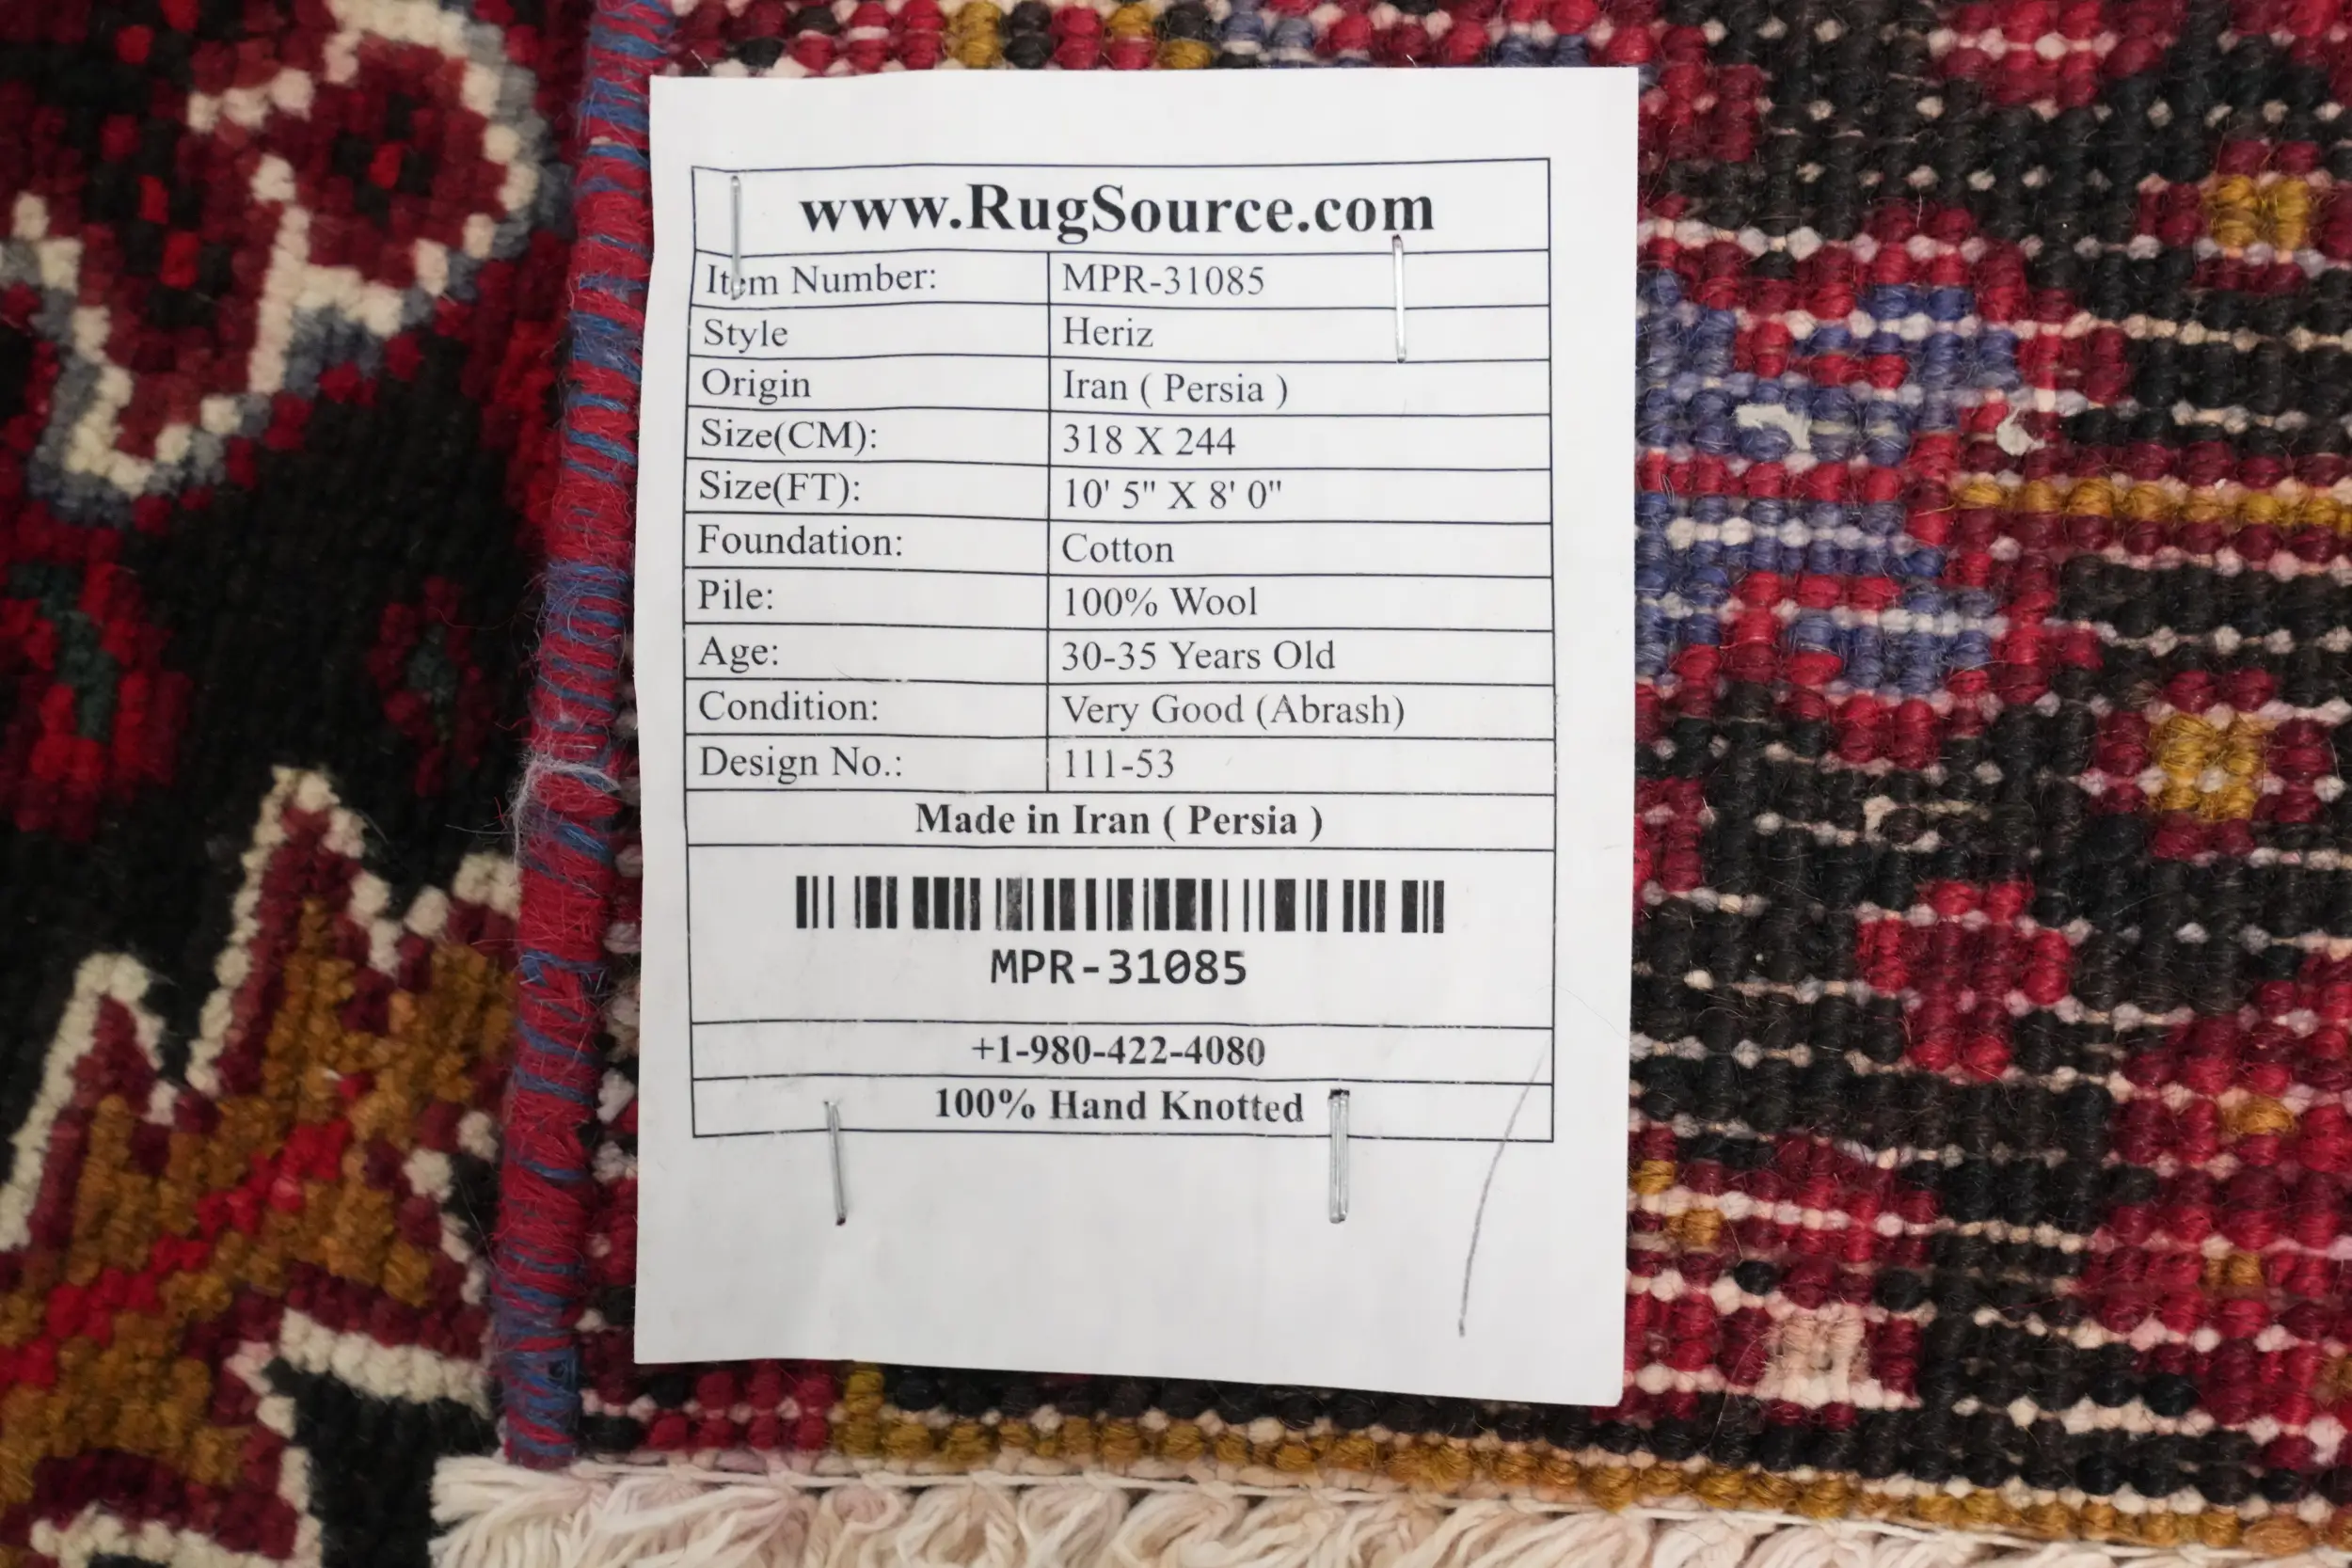 www.RugSource.com
Item Number: MPR-31085
Style Heriz
Origin Iran ( Persia )
Size(CM): 318 X 244
Size(FT): 10' 5" X 8' 0"
Foundation: Cotton
Pile: 100% Wool
Age: 30-35 Years Old
Condition: Very Good (Abrash)
Design No.: 111-53
Made in Iran ( Persia )
MPR-31085
+1-980-422-4080
100% Hand Knotted